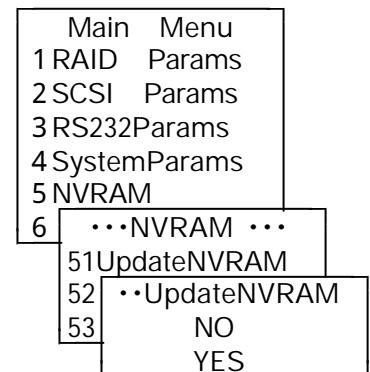 Main Menu
1 RAID Params
2 SCSI Params
3 RS232Params
4 SystemParams
5 NVRAM
6 ･･･NVRAM ･･･
51UpdateNVRAM
52 ･･UpdateNVRAM
53 NO
YES